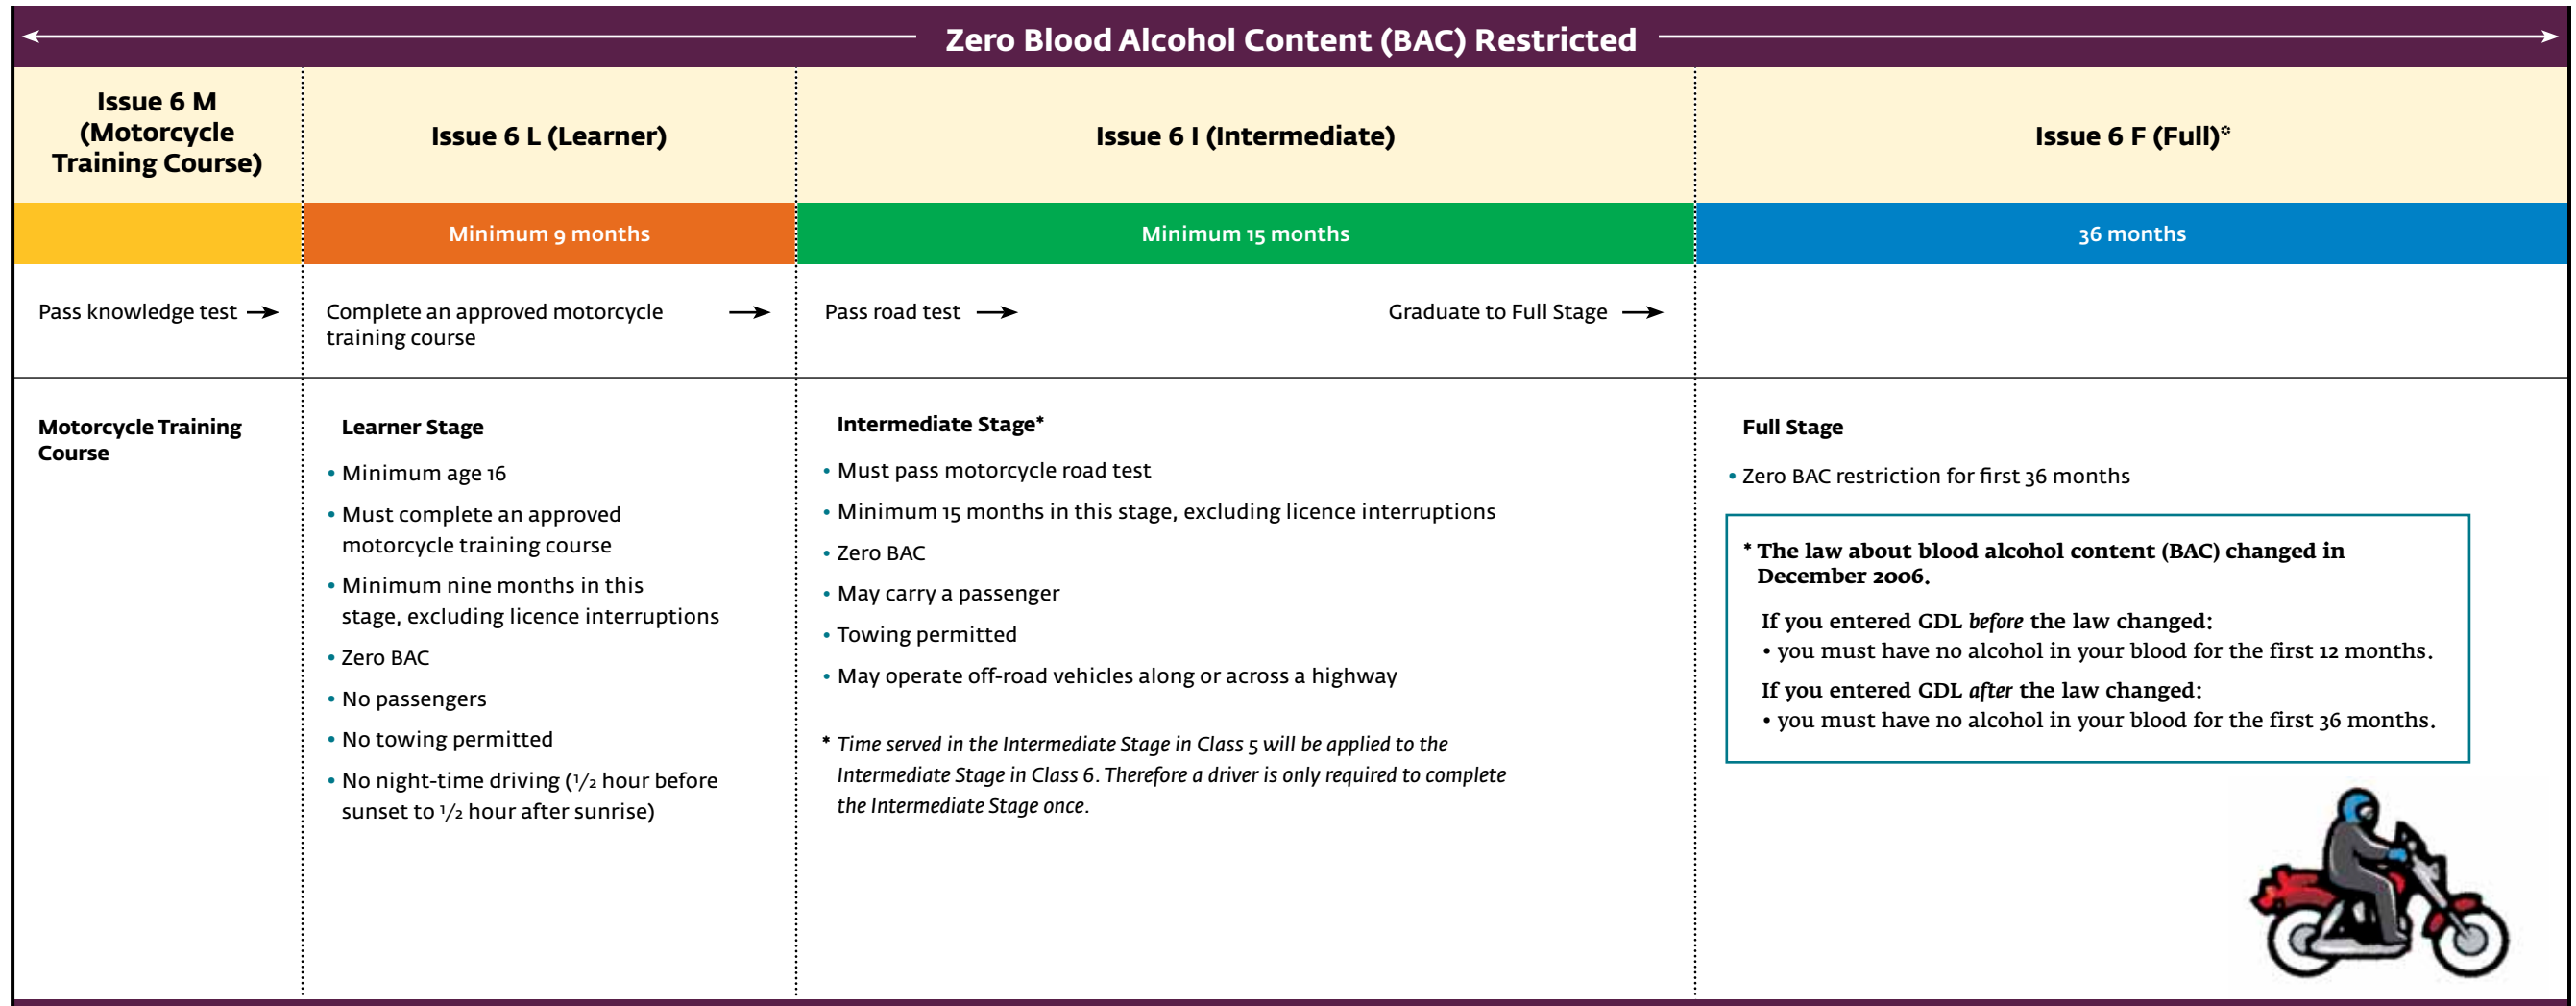 Zero Blood Alcohol Content (BAC) Restricted
Issue 6 M
(Motorcycle
Training Course)
Issue 6 L (Learner)
Issue 6 I (Intermediate)
Issue 6 F (Full)*
Minimum 9 months
Minimum 15 months
36 months
Pass knowledge test →
Complete an approved motorcycle →
training course
Pass road test →
Graduate to Full Stage →
Motorcycle Training
Course
Learner Stage
• Minimum age 16
• Must complete an approved
motorcycle training course
• Minimum nine months in this
stage, excluding licence interruptions
• Zero BAC
• No passengers
• No towing permitted
• No night-time driving (1/2 hour before
sunset to 1/2 hour after sunrise)
Intermediate Stage*
• Must pass motorcycle road test
• Minimum 15 months in this stage, excluding licence interruptions
• Zero BAC
• May carry a passenger
• Towing permitted
• May operate off-road vehicles along or across a highway
* Time served in the Intermediate Stage in Class 5 will be applied to the
Intermediate Stage in Class 6. Therefore a driver is only required to complete
the Intermediate Stage once.
Full Stage
• Zero BAC restriction for first 36 months
* The law about blood alcohol content (BAC) changed in
December 2006.
If you entered GDL before the law changed:
• you must have no alcohol in your blood for the first 12 months.
If you entered GDL after the law changed:
• you must have no alcohol in your blood for the first 36 months.